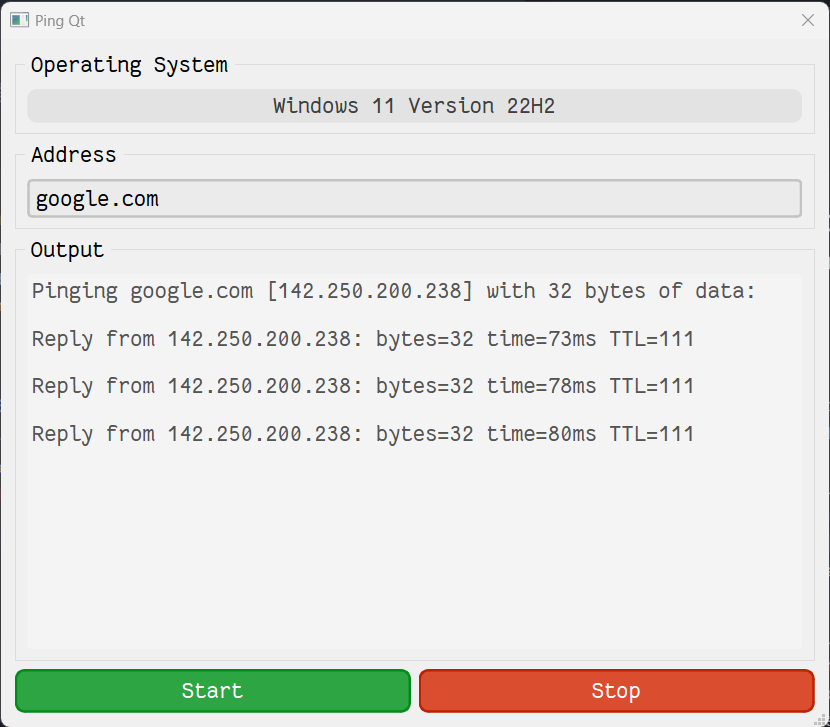 Ping Qt
Operating System
Windows 11 Version 22H2
Address
google.com
Output
Pinging google.com [142.250.200.238] with 32 bytes of data:
Reply from 142.250.200.238: bytes=32 time=73ms TTL=111
Reply from 142.250.200.238: bytes=32 time=78ms TTL=111
Reply from 142.250.200.238: bytes=32 time=80ms TTL=111
Start
Stop